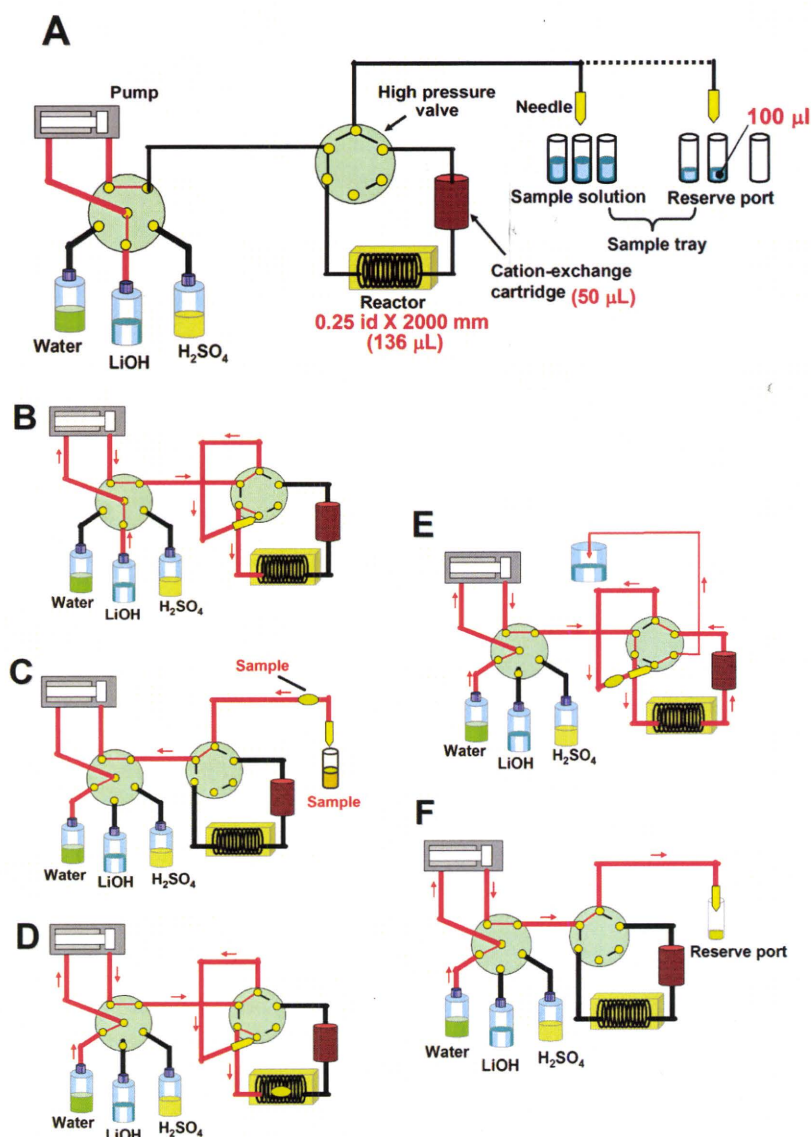 A
Pump
High pressure
valve
Needle
100 µl
Sample solution
Reserve port
Sample tray
Cation-exchange
cartridge (50 µL)
Reactor
0.25 id X 2000 mm
(136 µL)
Water
LiOH
H₂SO₄
B
Water
LiOH
H₂SO₄
C
Sample
Sample
Water
LiOH
H₂SO₄
D
Water
LiOH
H₂SO₄
E
Water
LiOH
H₂SO₄
F
Reserve port
Water
LiOH
H₂SO₄